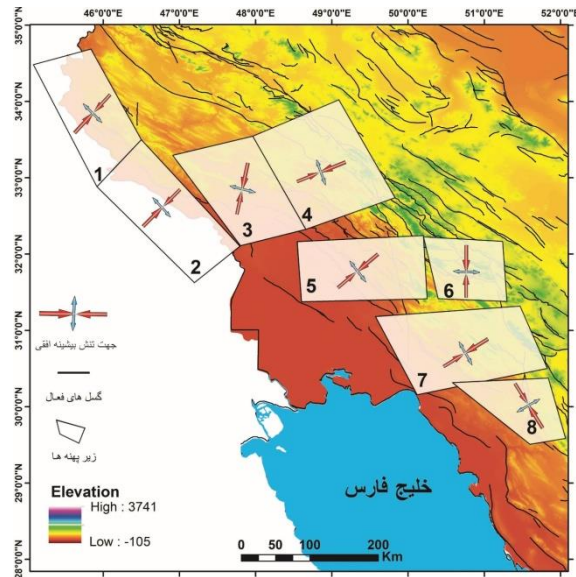 46°0'0"E 47°0'0"E 48°0'0"E 49°0'0"E 50°0'0"E 51°0'0"E 52°0'0"E
35°0'0"N
34°0'0"N
33°0'0"N
32°0'0"N
31°0'0"N
30°0'0"N
29°0'0"N
28°0'0"N
1
2
3
4
5
6
7
8
جهت تنش بیشینه افقی
گسل های فعال
زیر پهنه ها
Elevation
High : 3741
Low : -105
خلیج فارس
0 50 100 200
Km